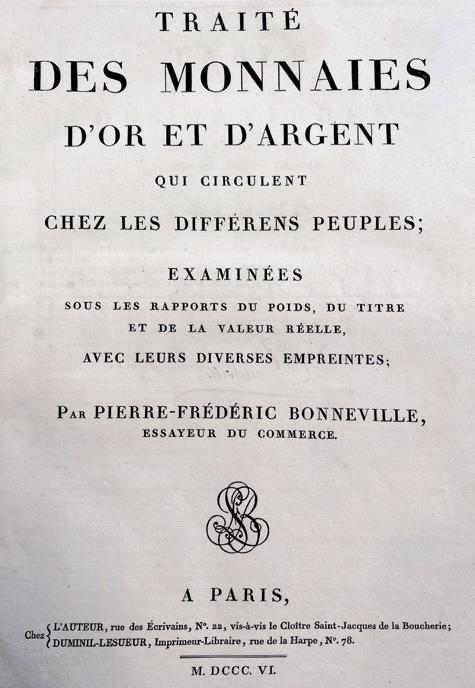 TRAITÉ
DES MONNAIES
D'OR ET D'ARGENT
QUI CIRCULENT
CHEZ LES DIFFÉRENS PEUPLES;
EXAMINÉES
SOUS LES RAPPORTS DU POIDS, DU TITRE
ET DE LA VALEUR RÉELLE,
AVEC LEURS DIVERSES EMPREINTES;
PAR PIERRE-FRÉDÉRIC BONNEVILLE,
ESSAYEUR DU COMMERCE.
A PARIS,
Chez
L'AUTEUR, rue des Écrivains, N°. 22, vis-à-vis le Cloître Saint-Jacques de la Boucherie;
DUMINIL-LESUEUR, Imprimeur-Libraire, rue de la Harpe, N°. 78.
M. DCCC. VI.